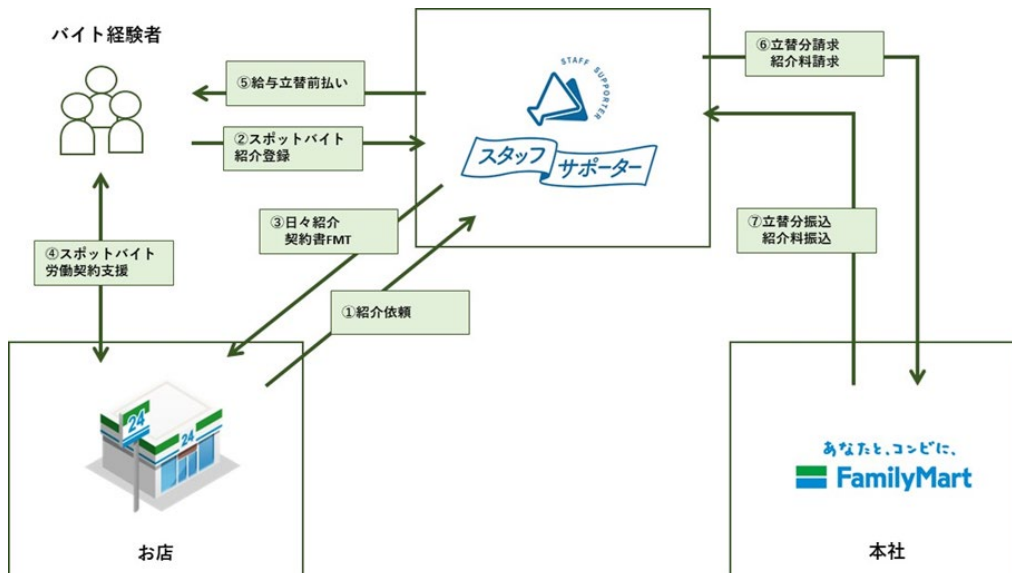 バイト経験者
⑤給与立替前払い
②スポットバイト
紹介登録
STAFF SUPPORTER
スタッフ
サポーター
⑥立替分請求
紹介料請求
③日々紹介
契約書FMT
④スポットバイト
労働契約支援
①紹介依頼
⑦立替分振込
紹介料振込
24
24
お店
あなたと、コンビに、
FamilyMart
本社